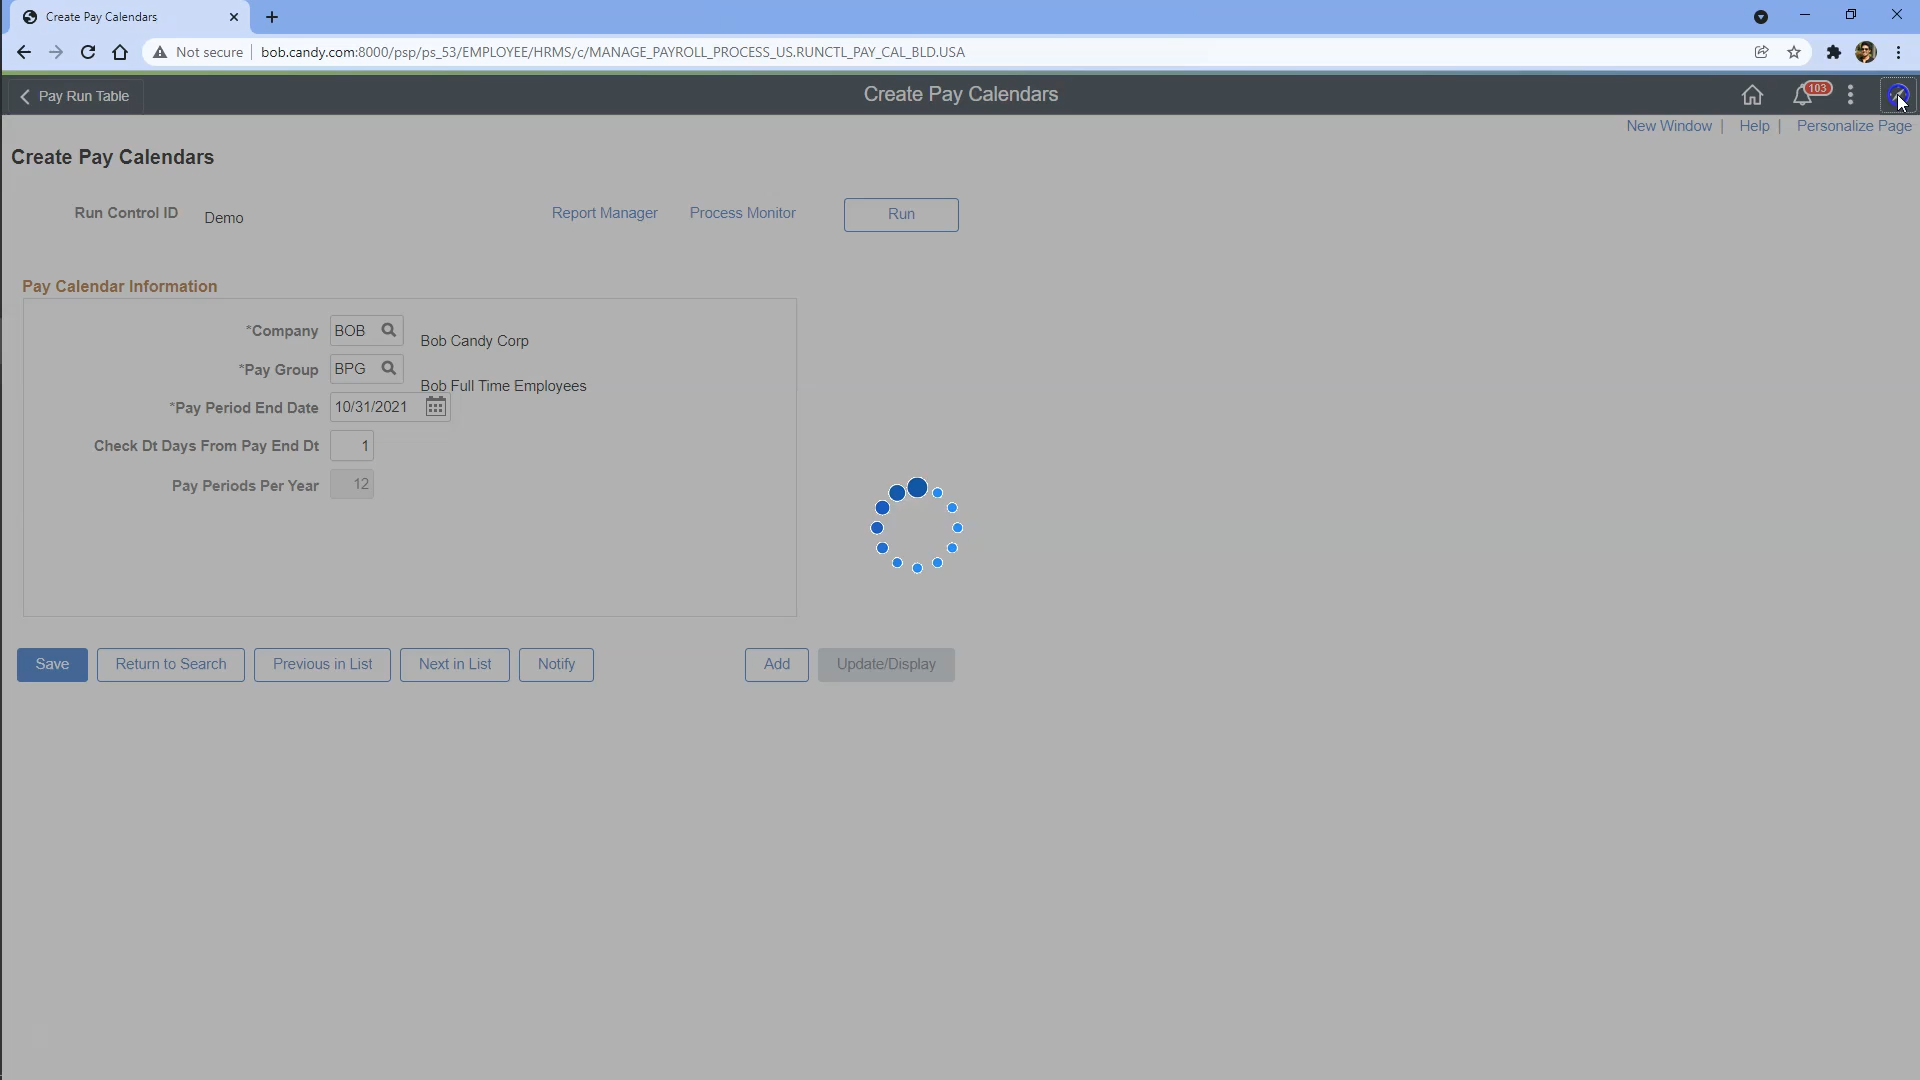 Create Pay Calendars
Not secure
bob.candy.com:8000/psp/ps_53/EMPLOYEE/HRMS/c/MANAGE_PAYROLL_PROCESS_US.RUNCTL_PAY_CAL_BLD.USA
Pay Run Table
Create Pay Calendars
103
New Window | Help | Personalize Page
Create Pay Calendars
Run Control ID Demo
Report Manager Process Monitor Run
Pay Calendar Information
*Company BOB Bob Candy Corp
*Pay Group BPG Bob Full Time Employees
*Pay Period End Date 10/31/2021
Check Dt Days From Pay End Dt 1
Pay Periods Per Year 12
Save Return to Search Previous in List Next in List Notify Add Update/Display